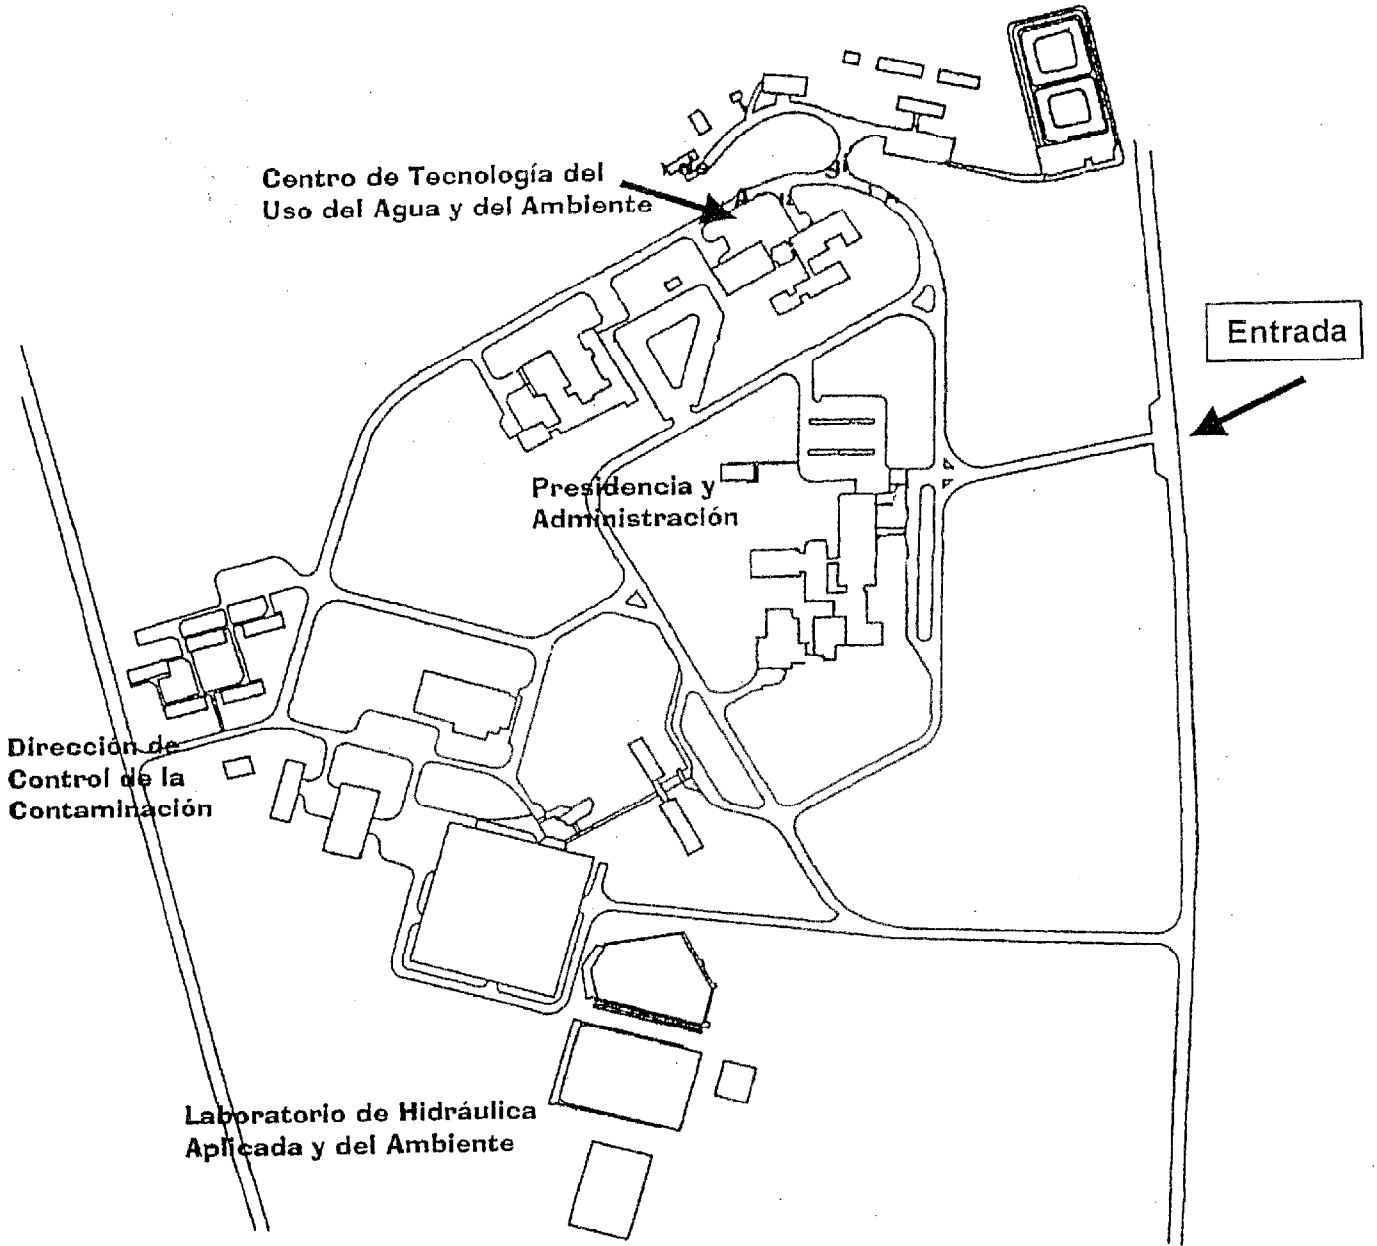 Centro de Tecnología del
Uso del Agua y del Ambiente
Entrada
Presidencia y
Administración
Dirección de
Control de la
Contaminación
Laboratorio de Hidráulica
Aplicada y del Ambiente